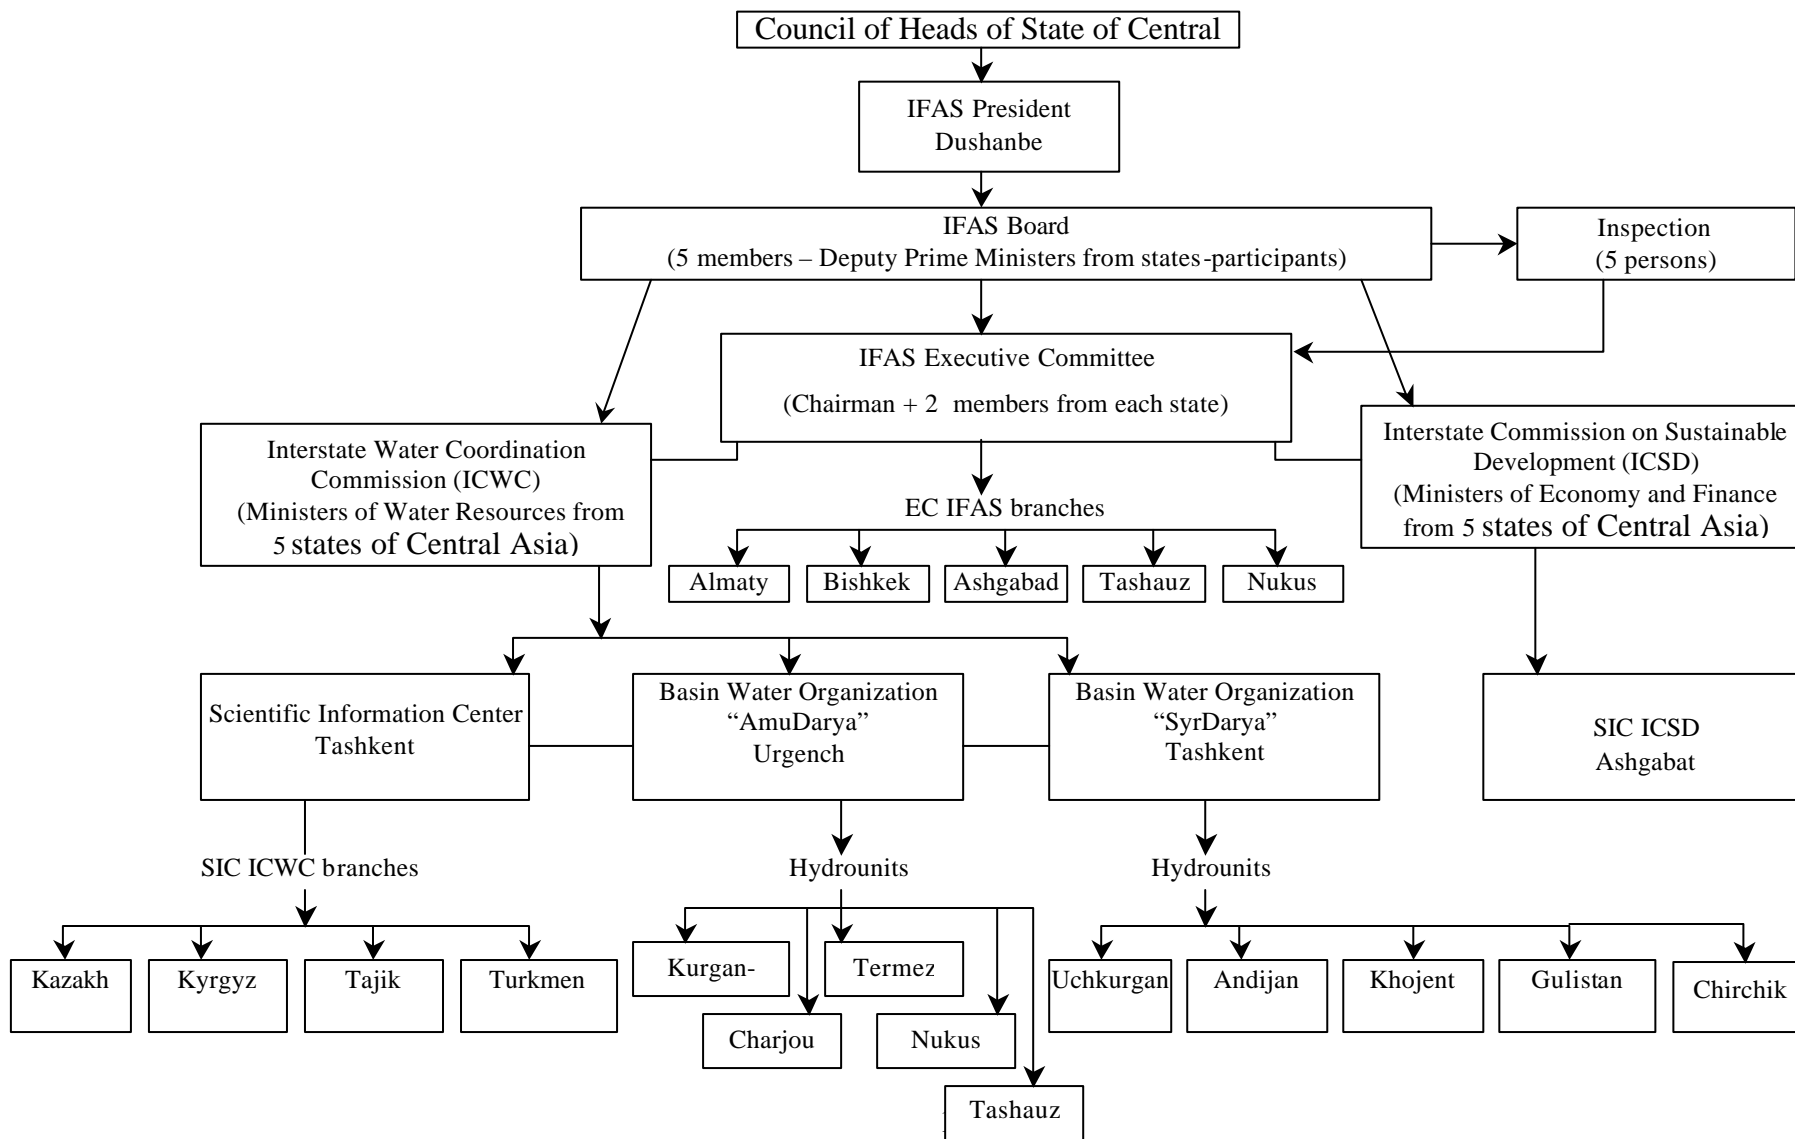 Council of Heads of State of Central
IFAS President
Dushanbe
IFAS Board
(5 members – Deputy Prime Ministers from states-participants)
Inspection
(5 persons)
IFAS Executive Committee
(Chairman + 2 members from each state)
Interstate Water Coordination
Commission (ICWC)
(Ministers of Water Resources from
5 states of Central Asia)
Interstate Commission on Sustainable
Development (ICSD)
(Ministers of Economy and Finance
from 5 states of Central Asia)
EC IFAS branches
Almaty
Bishkek
Ashgabad
Tashauz
Nukus
Scientific Information Center
Tashkent
Basin Water Organization
“AmuDarya”
Urgench
Basin Water Organization
“SyrDarya”
Tashkent
SIC ICSD
Ashgabat
SIC ICWC branches
Hydrounits
Hydrounits
Kazakh
Kyrgyz
Tajik
Turkmen
Kurgan-
Termez
Charjou
Nukus
Tashauz
Uchkurgan
Andijan
Khojent
Gulistan
Chirchik